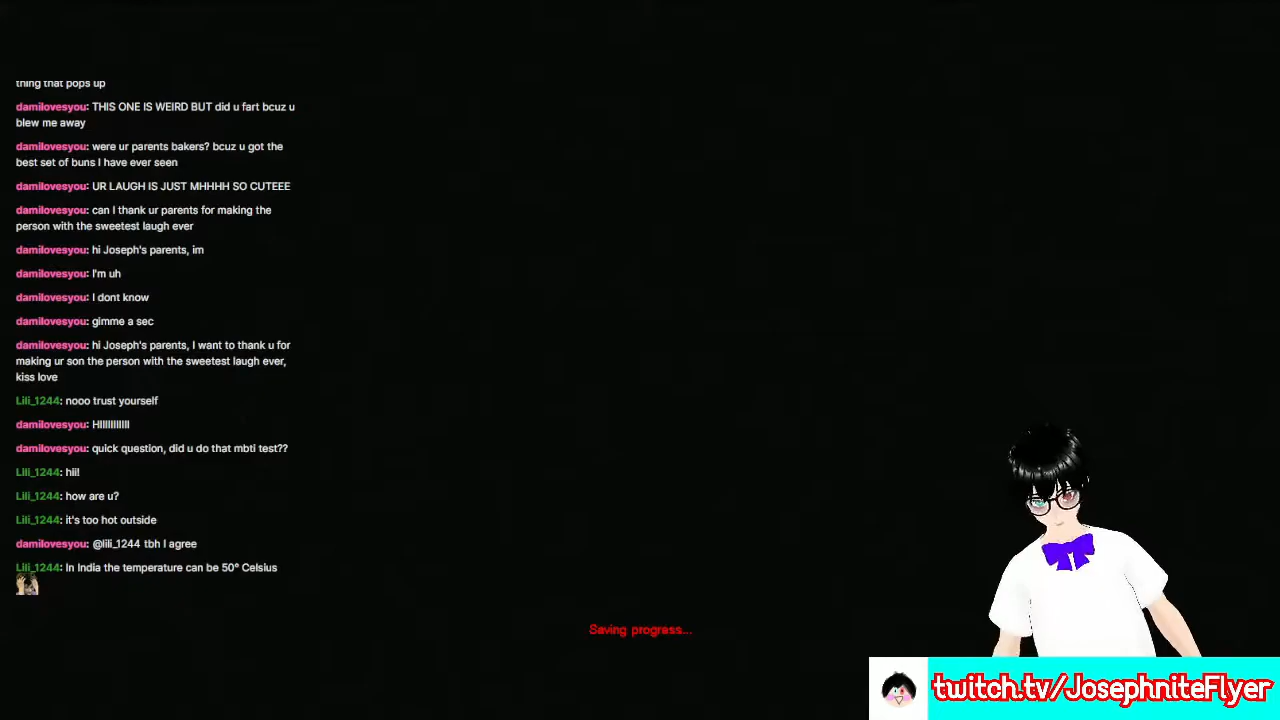 thing that pops up
damilovesyou: THIS ONE IS WEIRD BUT did u fart bcuz u
blew me away
damilovesyou: were ur parents bakers? bcuz u got the
best set of buns I have ever seen
damilovesyou: UR LAUGH IS JUST MHHHH SO CUTEEE
damilovesyou: can I thank ur parents for making the
person with the sweetest laugh ever
damilovesyou: hi Joseph's parents, im
damilovesyou: I'm uh
damilovesyou: I dont know
damilovesyou: gimme a sec
damilovesyou: hi Joseph's parents, I want to thank u for
making ur son the person with the sweetest laugh ever,
kiss love
Lili_1244: nooo trust yourself
damilovesyou: HIIIIIIIIIII
damilovesyou: quick question, did u do that mbti test??
Lili_1244: hii!
Lili_1244: how are u?
Lili_1244: it's too hot outside
damilovesyou: @lili_1244 tbh I agree
Lili_1244: In India the temperature can be 50° Celsius
Saving progress...
twitch.tv/JosephniteFlyer